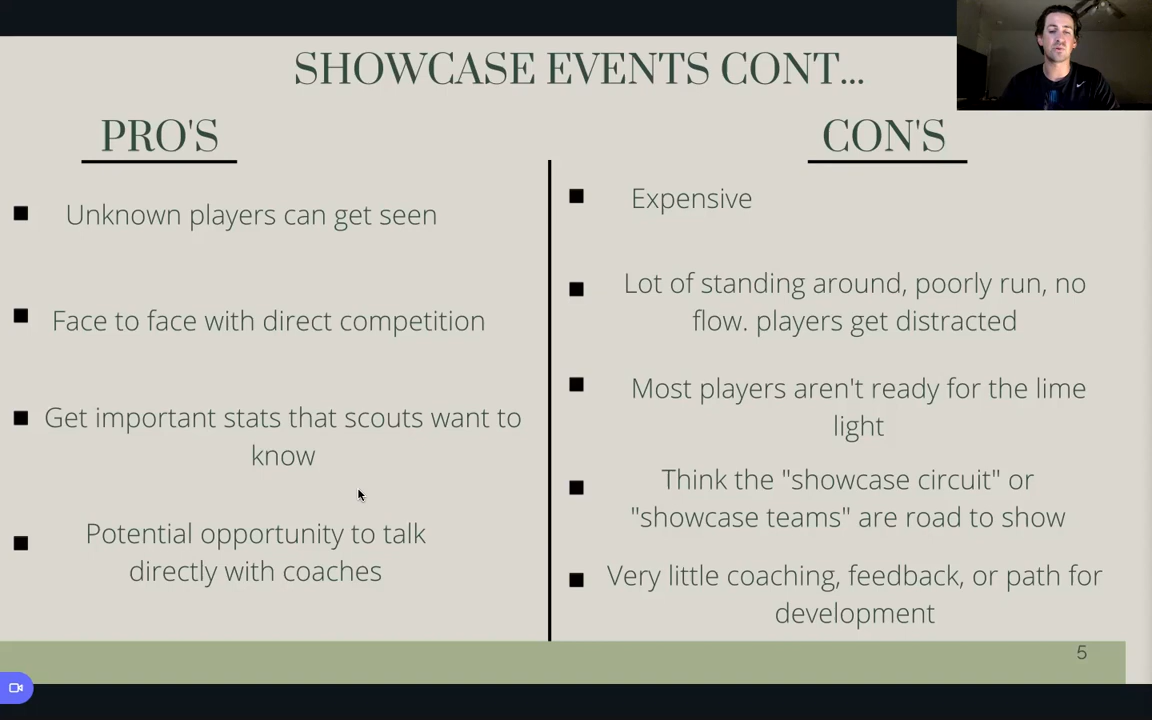 SHOWCASE EVENTS CONT...
PRO'S
Unknown players can get seen
Face to face with direct competition
Get important stats that scouts want to
know
Potential opportunity to talk
directly with coaches
CON'S
Expensive
Lot of standing around, poorly run, no
flow. players get distracted
Most players aren't ready for the lime
light
Think the "showcase circuit" or
"showcase teams" are road to show
Very little coaching, feedback, or path for
development
5